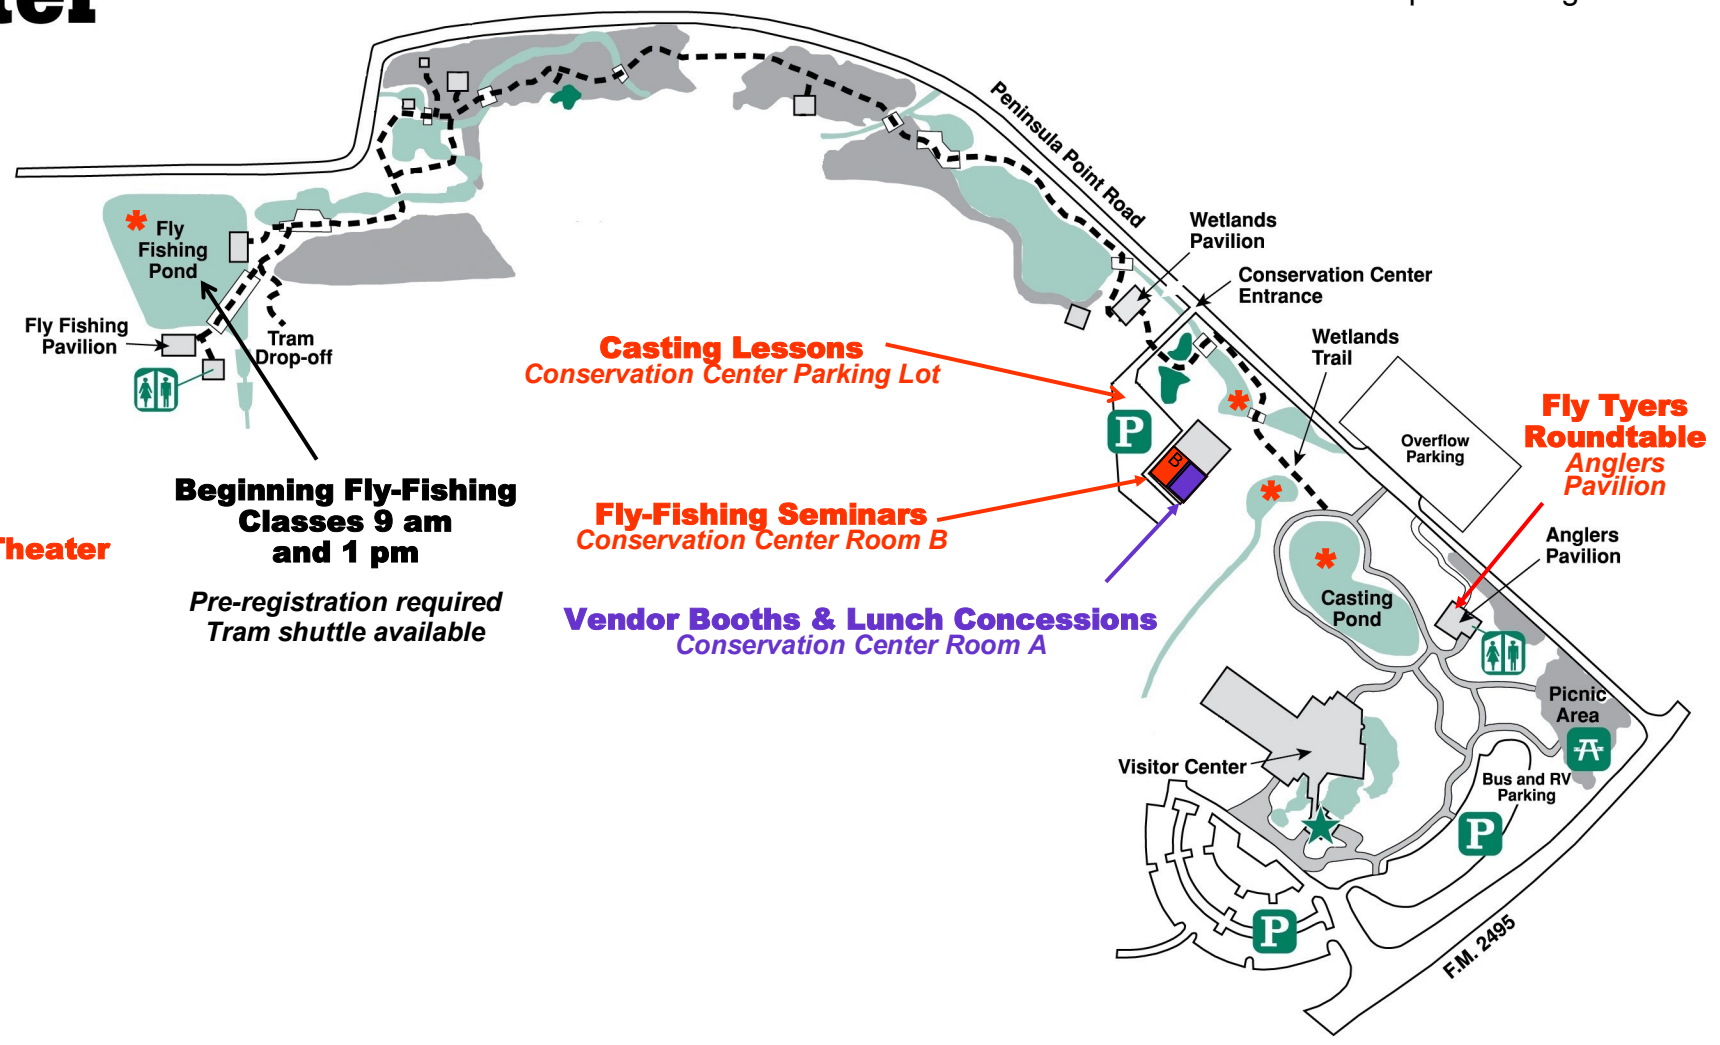 Peninsula Point Road
Wetlands
Pavilion
Conservation Center
Entrance
Wetlands
Trail
*
Fly
Fishing
Pond
Fly Fishing
Pavilion
Tram
Drop-off
Casting Lessons
Conservation Center Parking Lot
P
*
Overflow
Parking
Fly Tyers
Roundtable
Anglers
Pavilion
B
*
Beginning Fly-Fishing
Classes 9 am
and 1 pm
Pre-registration required
Tram shuttle available
Theater
Fly-Fishing Seminars
Conservation Center Room B
Vendor Booths & Lunch Concessions
Conservation Center Room A
*
Casting
Pond
Anglers
Pavilion
Picnic
Area
Visitor Center
Bus and RV
Parking
P
P
F.M. 2495